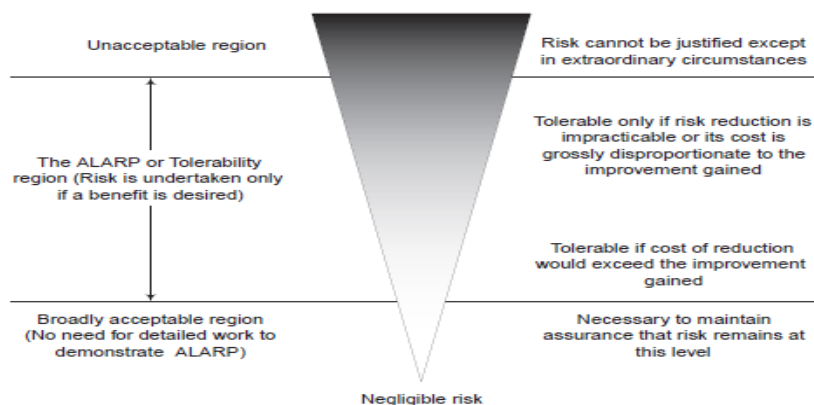 Unacceptable region
Risk cannot be justified except
in extraordinary circumstances
The ALARP or Tolerability
region (Risk is undertaken only
if a benefit is desired)
Tolerable only if risk reduction is
impracticable or its cost is
grossly disproportionate to the
improvement gained
Tolerable if cost of reduction
would exceed the improvement
gained
Broadly acceptable region
(No need for detailed work to
demonstrate ALARP)
Necessary to maintain
assurance that risk remains at
this level
Negligible risk